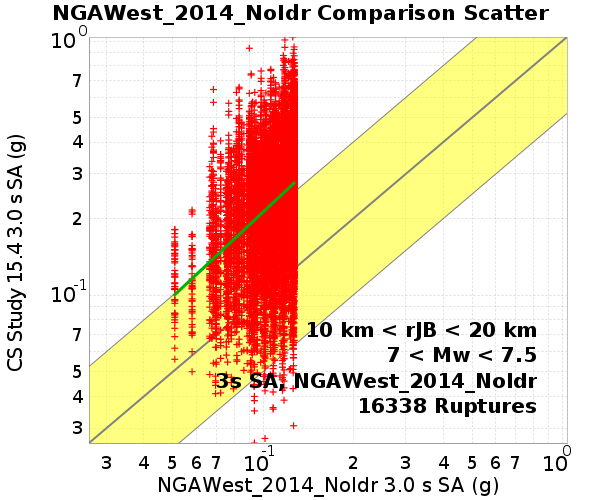 NGAWest_2014_NoIdr Comparison Scatter
CS Study 15.4 3.0 s SA (g)
10^0
7
5
4
3
2
10^-1
7
5
4
3
10 km < rJB < 20 km
7 < Mw < 7.5
3s SA, NGAWest_2014_NoIdr
16338 Ruptures
3 4 5 6 7 10^-1 2 3 4 5 6 7 10^0
NGAWest_2014_NoIdr 3.0 s SA (g)